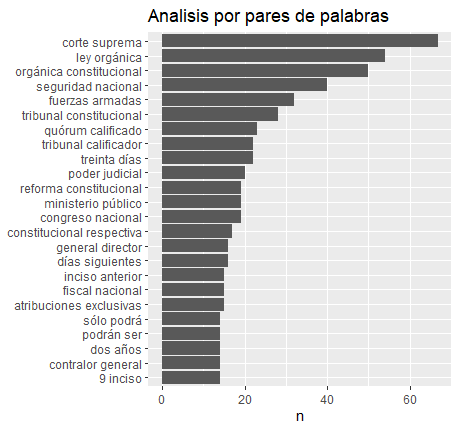 Analisis por pares de palabras
corte suprema
ley orgánica
orgánica constitucional
seguridad nacional
fuerzas armadas
tribunal constitucional
quórum calificado
tribunal calificador
treinta días
poder judicial
reforma constitucional
ministerio público
congreso nacional
constitucional respectiva
general director
días siguientes
inciso anterior
fiscal nacional
atribuciones exclusivas
sólo podrá
podrán ser
dos años
contralor general
9 inciso
0 20 40 60
n